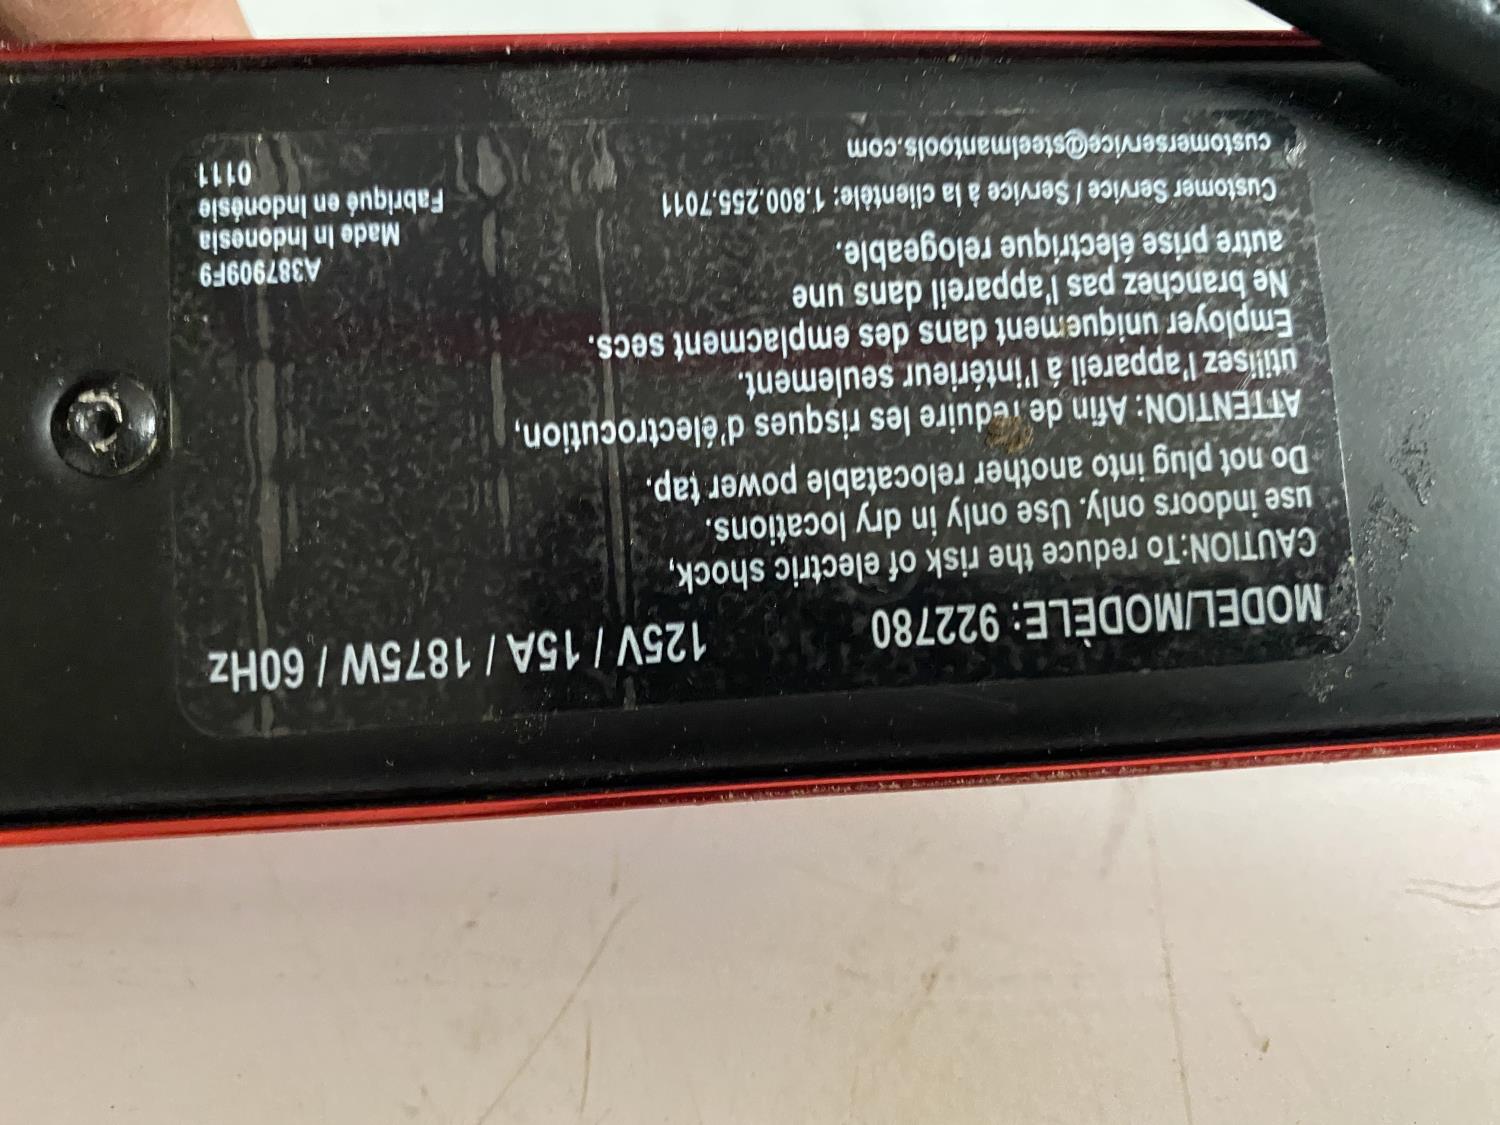 MODEL/MODÈLE: 922780
125V / 15A / 1875W / 60Hz
CAUTION:To reduce the risk of electric shock,
use indoors only. Use only in dry locations.
Do not plug into another relocatable power tap.
ATTENTION: Afin de reduire les risques d'électrocution,
utilisez l'appareil á l'intérieur seulement.
Employer uniquement dans des emplacment secs.
Ne branchez pas l'appareil dans une
autre prise électrique relogeable.
Customer Service / Service à la clientéle: 1.800.255.7011
customerservice@steelmantools.com
A387909F9
Made In Indonesia
Fabriqué en Indonésie
0111